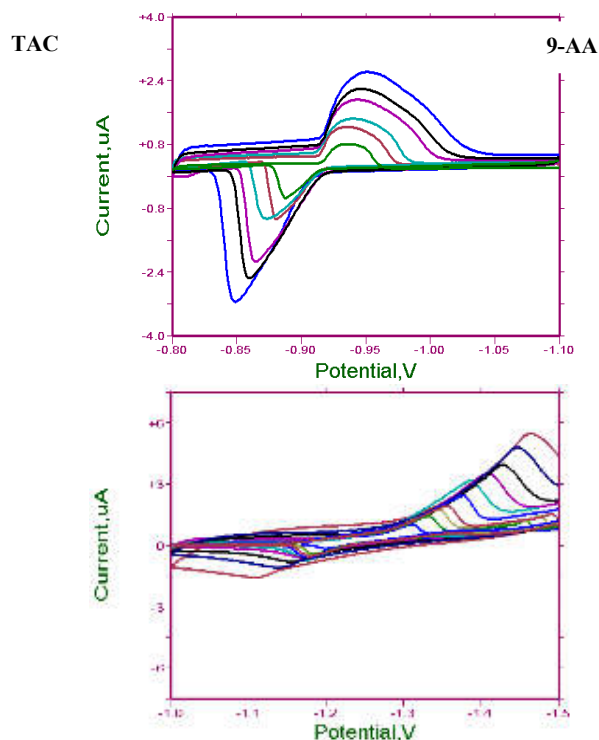 TAC
9-AA
+4.0
+2.4
+0.8
-0.8
-2.4
-4.0
Current,uA
-0.80 -0.85 -0.90 -0.95 -1.00 -1.05 -1.10
Potential,V
+6
+3
0
-3
-6
Current,uA
-1.0 -1.1 -1.2 -1.3 -1.4 -1.5
Potential,V